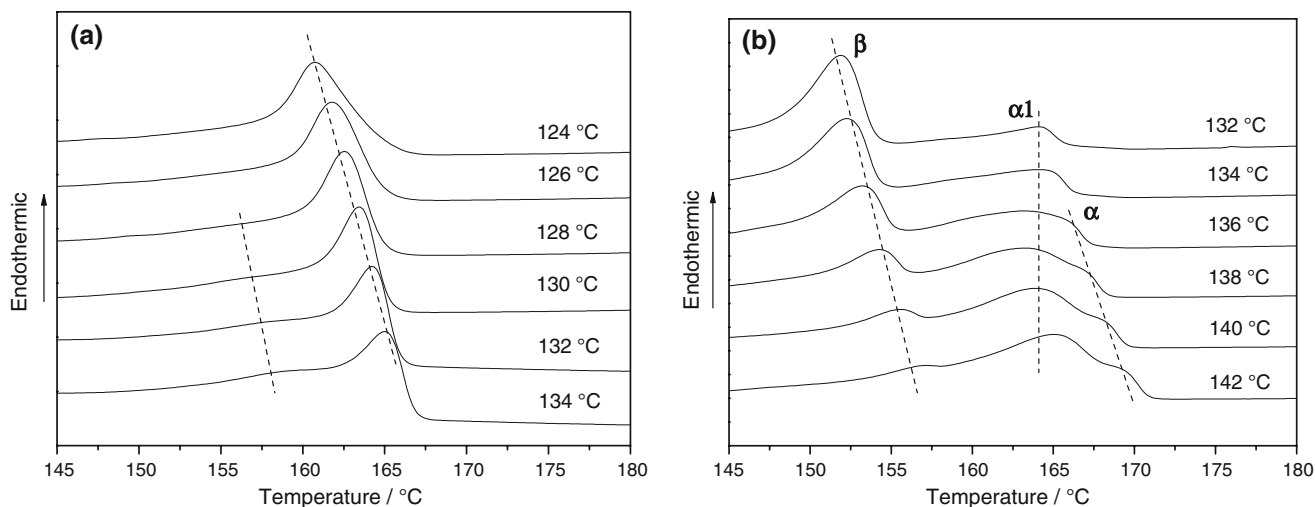 (a)
124 °C
126 °C
128 °C
130 °C
132 °C
134 °C
Endothermic
145 150 155 160 165 170 175 180
Temperature / °C
(b)
β
α1
α
132 °C
134 °C
136 °C
138 °C
140 °C
142 °C
Endothermic
145 150 155 160 165 170 175 180
Temperature / °C